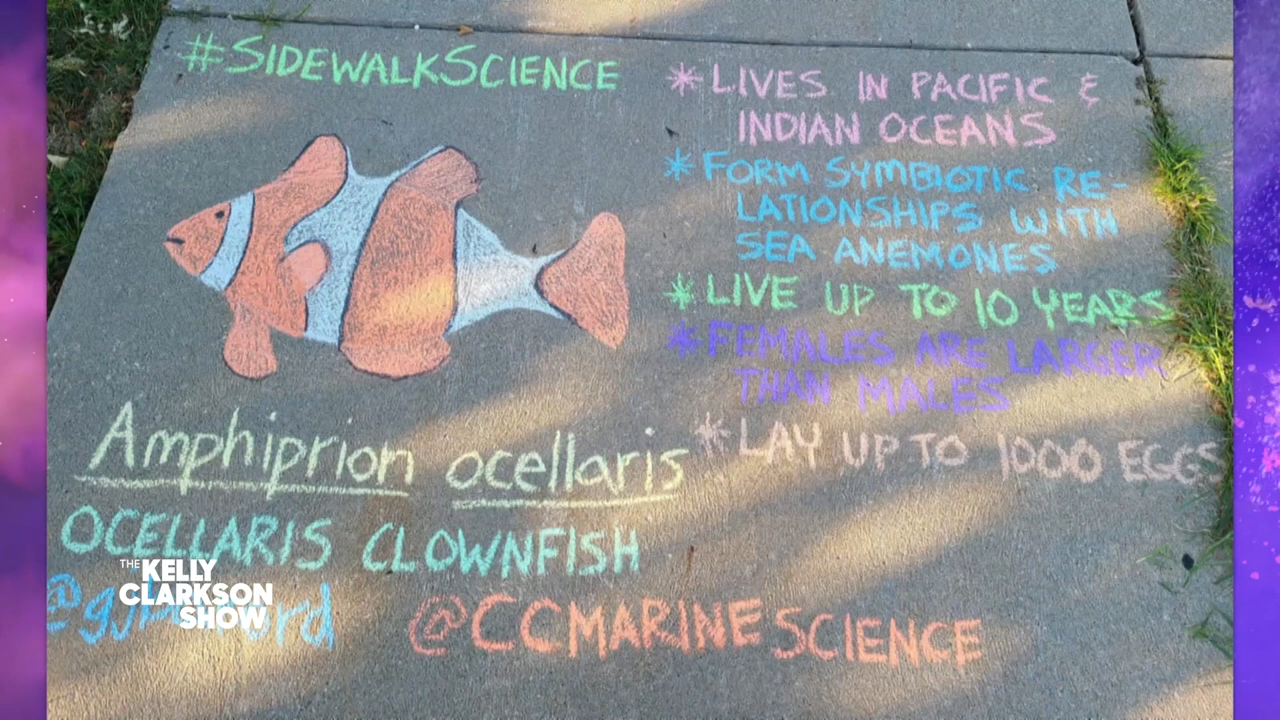 #SIDEWALKSCIENCE
*LIVES IN PACIFIC &
INDIAN OCEANS
*FORM SYMBIOTIC RE-
LATIONSHIPS WITH
SEA ANEMONES
*LIVE UP TO 10 YEARS
*FEMALES ARE LARGER
THAN MALES
*LAY UP TO 1000 EGGS
Amphiprion ocellaris
OCELLARIS CLOWNFISH
@CCMARINESCIENCE
THE
KELLY
CLARKSON
SHOW